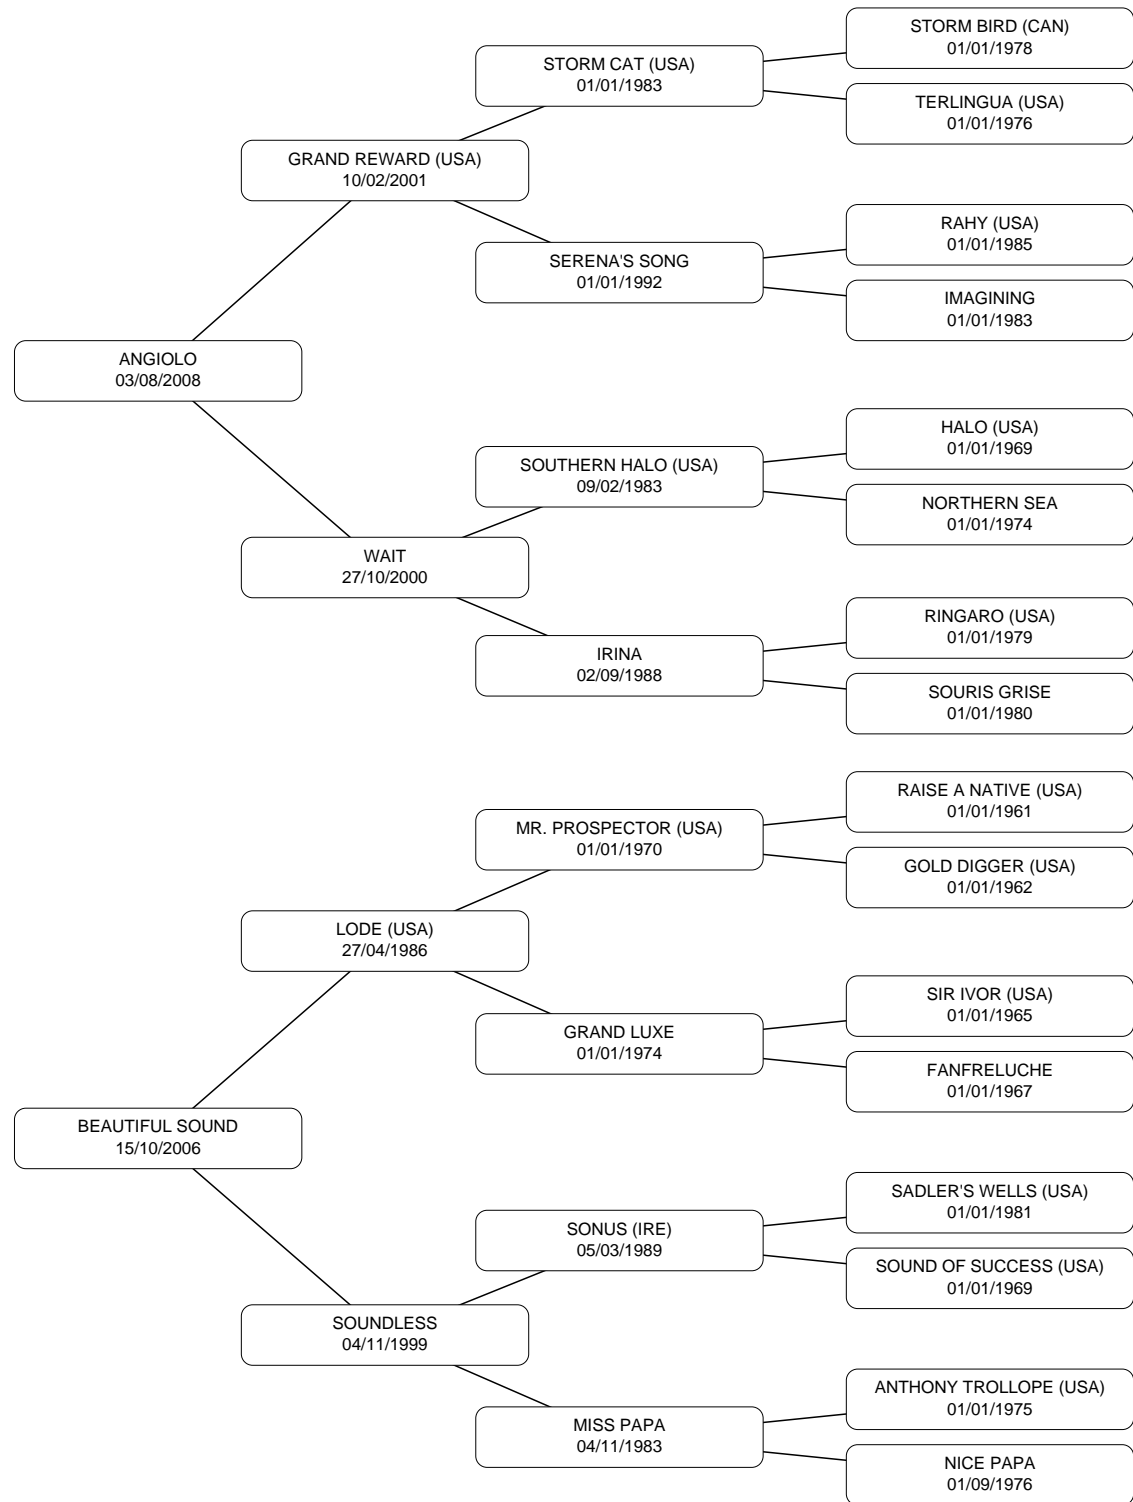 STORM BIRD (CAN)
01/01/1978
STORM CAT (USA)
01/01/1983
TERLINGUA (USA)
01/01/1976
GRAND REWARD (USA)
10/02/2001
RAHY (USA)
01/01/1985
SERENA'S SONG
01/01/1992
IMAGINING
01/01/1983
ANGIOLO
03/08/2008
HALO (USA)
01/01/1969
SOUTHERN HALO (USA)
09/02/1983
NORTHERN SEA
01/01/1974
WAIT
27/10/2000
RINGARO (USA)
01/01/1979
IRINA
02/09/1988
SOURIS GRISE
01/01/1980
RAISE A NATIVE (USA)
01/01/1961
MR. PROSPECTOR (USA)
01/01/1970
GOLD DIGGER (USA)
01/01/1962
LODE (USA)
27/04/1986
SIR IVOR (USA)
01/01/1965
GRAND LUXE
01/01/1974
FANFRELUCHE
01/01/1967
BEAUTIFUL SOUND
15/10/2006
SADLER'S WELLS (USA)
01/01/1981
SONUS (IRE)
05/03/1989
SOUND OF SUCCESS (USA)
01/01/1969
SOUNDLESS
04/11/1999
ANTHONY TROLLOPE (USA)
01/01/1975
MISS PAPA
04/11/1983
NICE PAPA
01/09/1976